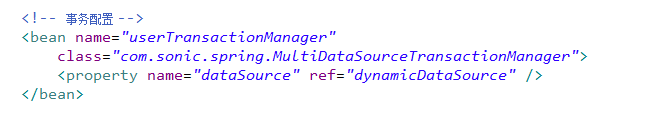 <!-- 事务配置 -->
<bean name="userTransactionManager"
class="com.sonic.spring.MultiDataSourceTransactionManager">
<property name="dataSource" ref="dynamicDataSource" />
</bean>